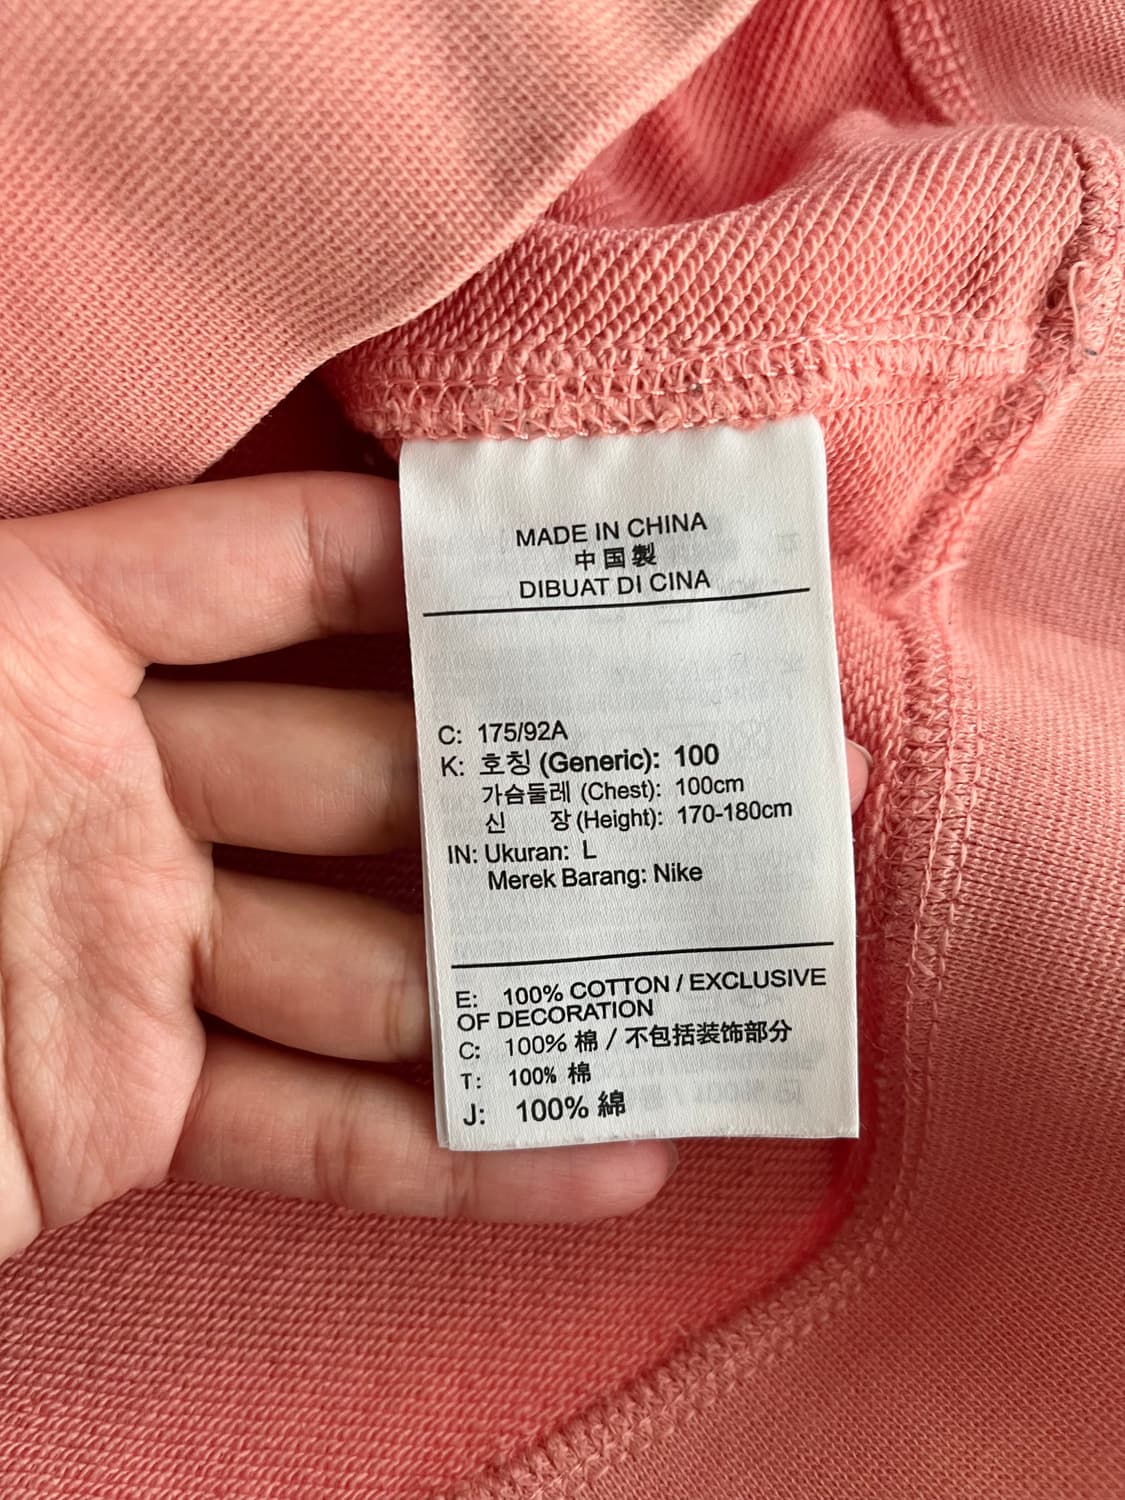 MADE IN CHINA
中国製
DIBUAT DI CINA
C: 175/92A
K: 호칭 (Generic): 100
가슴둘레 (Chest): 100cm
신 장 (Height): 170-180cm
IN: Ukuran: L
Merek Barang: Nike
E: 100% COTTON / EXCLUSIVE
OF DECORATION
C: 100% 棉 / 不包括装饰部分
T: 100% 棉
J: 100% 綿